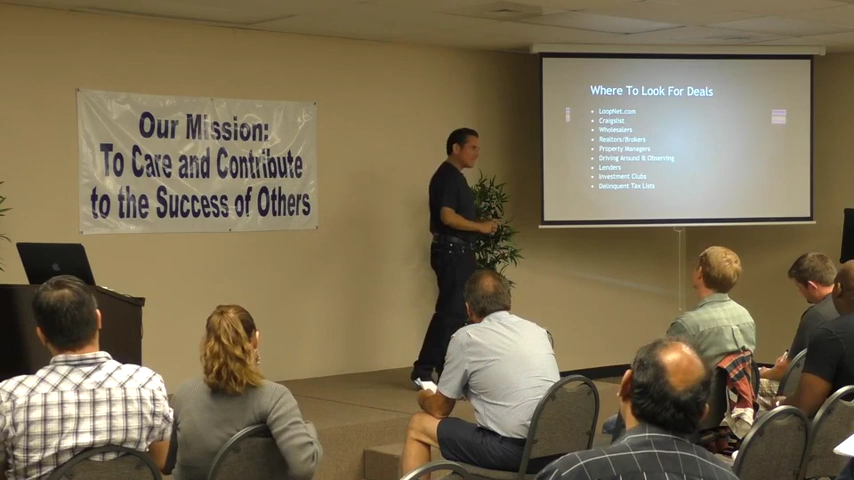 Our Mission:
To Care and Contribute
to the Success of Others
Where To Look For Deals
LoopNet.com
Craigslist
Wholesalers
Realtors/Brokers
Property Managers
Driving Around & Observing
Lenders
Investment Clubs
Delinquent Tax Lists